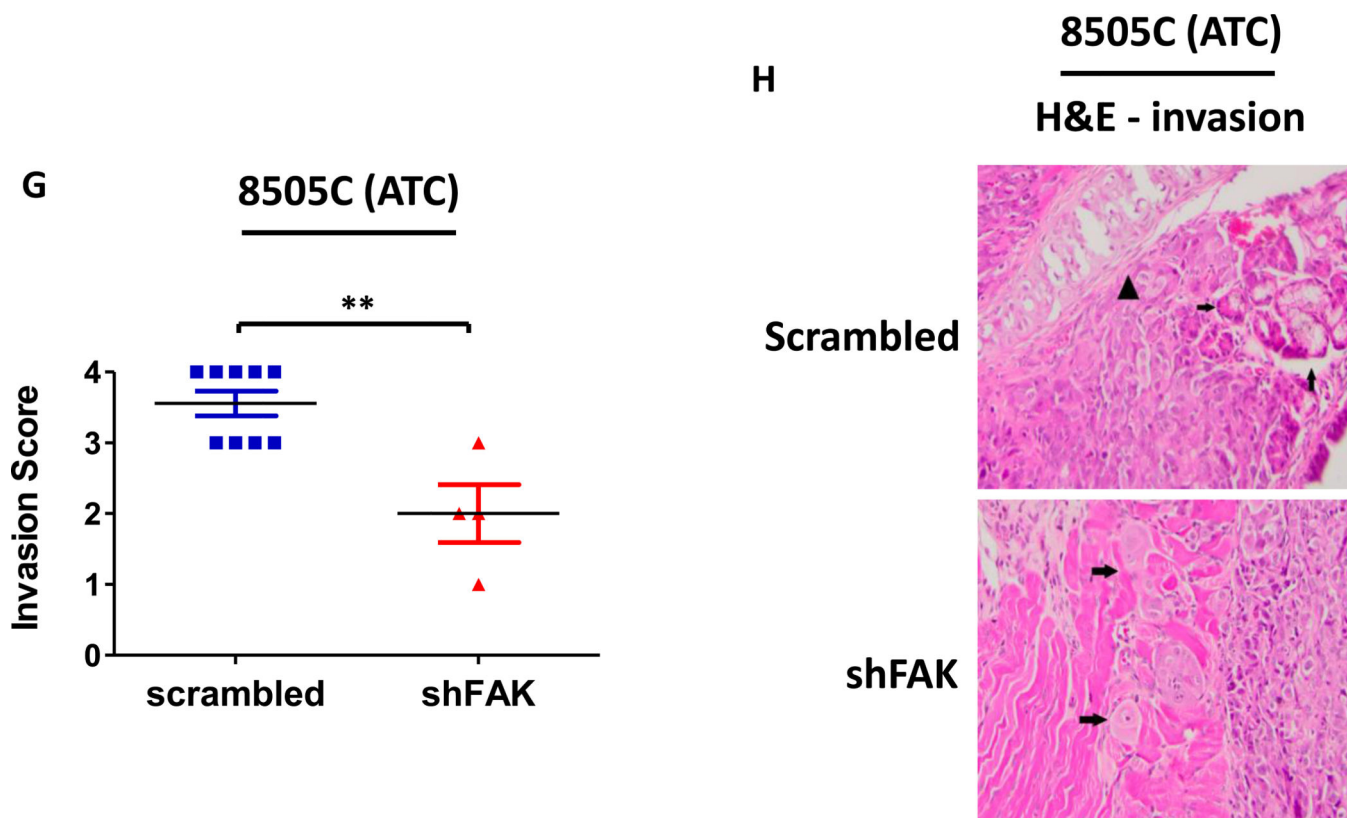 G
8505C (ATC)
**
Invasion Score
4
3
2
1
0
scrambled
shFAK
H
8505C (ATC)
H&E - invasion
Scrambled
shFAK